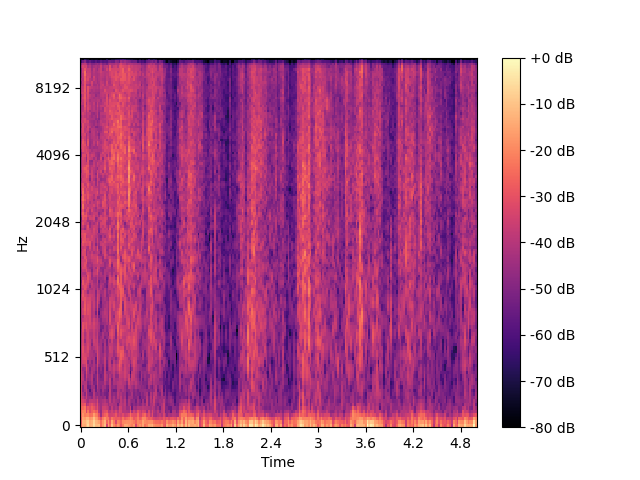 8192
4096
2048
1024
512
0
Hz
0 0.6 1.2 1.8 2.4 3 3.6 4.2 4.8
Time
+0 dB
-10 dB
-20 dB
-30 dB
-40 dB
-50 dB
-60 dB
-70 dB
-80 dB